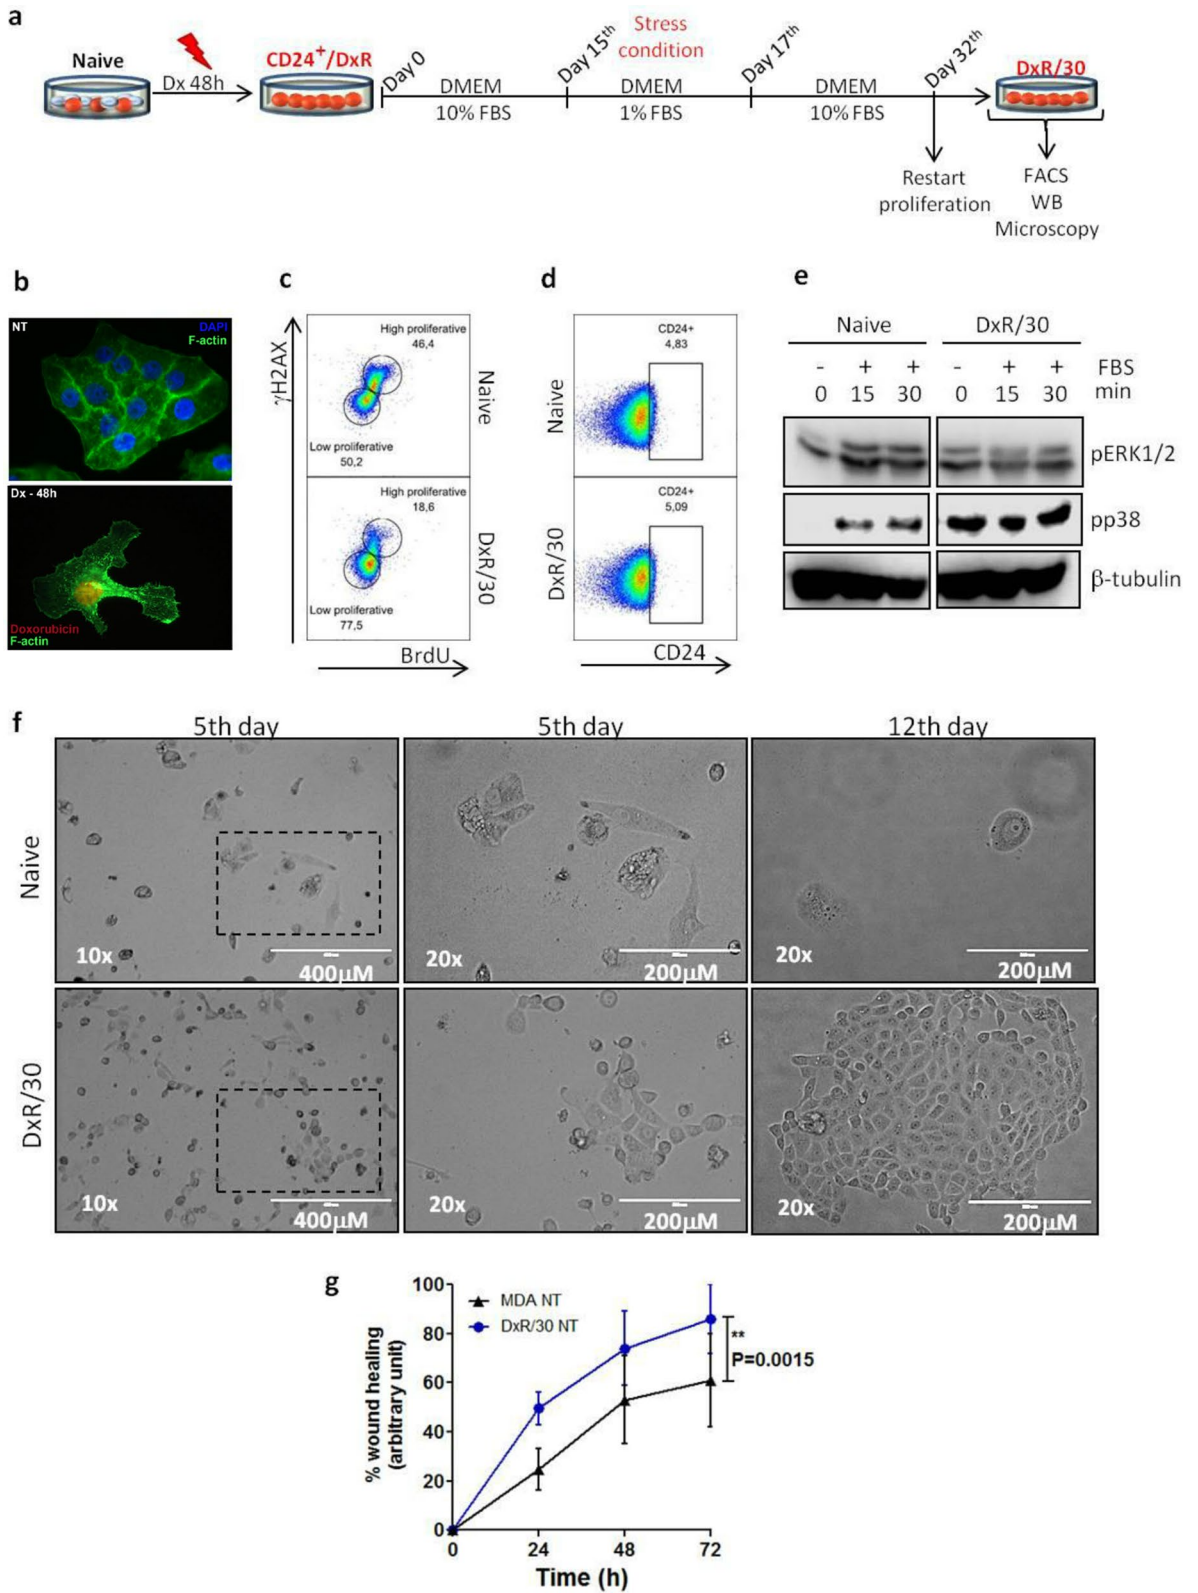 a
Naive
Dx 48h
CD24+/DxR
Day 0
DMEM
10% FBS
Day 15th
Stress
condition
DMEM
1% FBS
Day 17th
DMEM
10% FBS
Day 32th
DxR/30
Restart
proliferation
FACS
WB
Microscopy
b
NT
DAPI
F-actin
Dx - 48h
Doxorubicin
F-actin
c
γH2AX
High proliferative
46,4
Low proliferative
50,2
Naive
High proliferative
18,6
Low proliferative
77,5
DxR/30
BrdU
d
Naive
CD24+
4,83
DxR/30
CD24+
5,09
CD24
e
Naive DxR/30
- + + - + + FBS
0 15 30 0 15 30 min
pERK1/2
pp38
β-tubulin
f
5th day 5th day 12th day
Naive
10x 400µM
20x 200µM
20x 200µM
DxR/30
10x 400µM
20x 200µM
20x 200µM
g
% wound healing
(arbitrary unit)
100
80
60
40
20
0
MDA NT
DxR/30 NT
**
P=0.0015
0 24 48 72
Time (h)